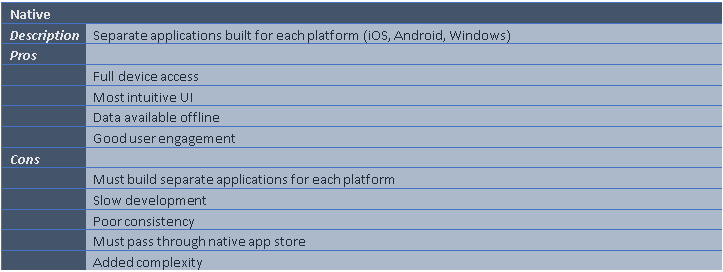 Native
Description Separate applications built for each platform (iOS, Android, Windows)
Pros
Full device access
Most intuitive UI
Data available offline
Good user engagement
Cons
Must build separate applications for each platform
Slow development
Poor consistency
Must pass through native app store
Added complexity